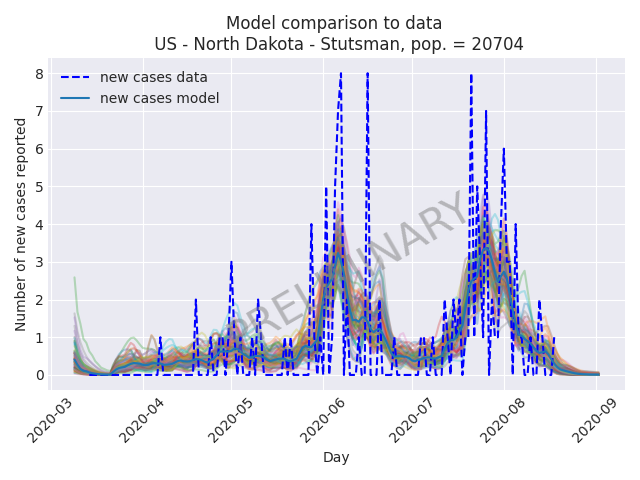 Model comparison to data
US - North Dakota - Stutsman, pop. = 20704
new cases data
new cases model
PRELIMINARY
Number of new cases reported
8
7
6
5
4
3
2
1
0
2020-03
2020-04
2020-05
2020-06
2020-07
2020-08
2020-09
Day